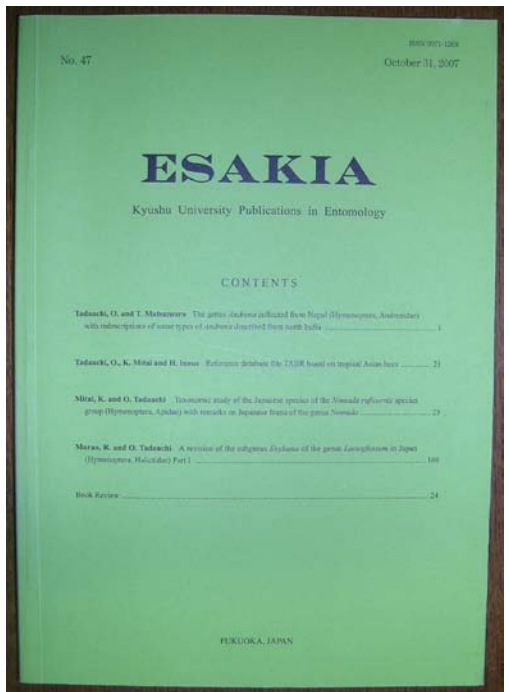 ISSN 0071-1268
No. 47
October 31, 2007
ESAKIA
Kyushu University Publications in Entomology
CONTENTS
Tadauchi, O. and T. Matsumura The genus Andrena collected from Nepal (Hymenoptera, Andrenidae)
with redescriptions of some types of Andrena described from north India 1
Tadauchi, O., K. Mitai and H. Inoue Reference database file TABR based on tropical Asian bees 21
Mitai, K. and O. Tadauchi Taxonomic study of the Japanese species of the Nomada ruficornis species
group (Hymenoptera, Apidae) with remarks on Japanese fauna of the genus Nomada 25
R. and O. Tadauchi A revision of the subgenus Evylaeus of the genus Lasioglossum in Japan
(Hymenoptera, Halictidae) Part I
Book Review 24
FUKUOKA, JAPAN